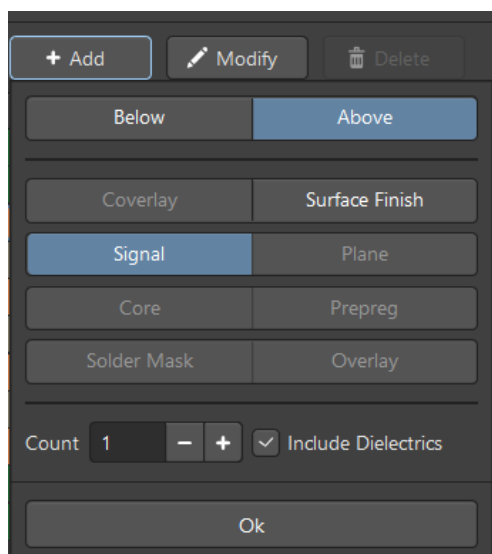 Add Modify Delete
Below Above
Coverlay Surface Finish
Signal Plane
Core Prepreg
Solder Mask Overlay
Count 1 Include Dielectrics
Ok